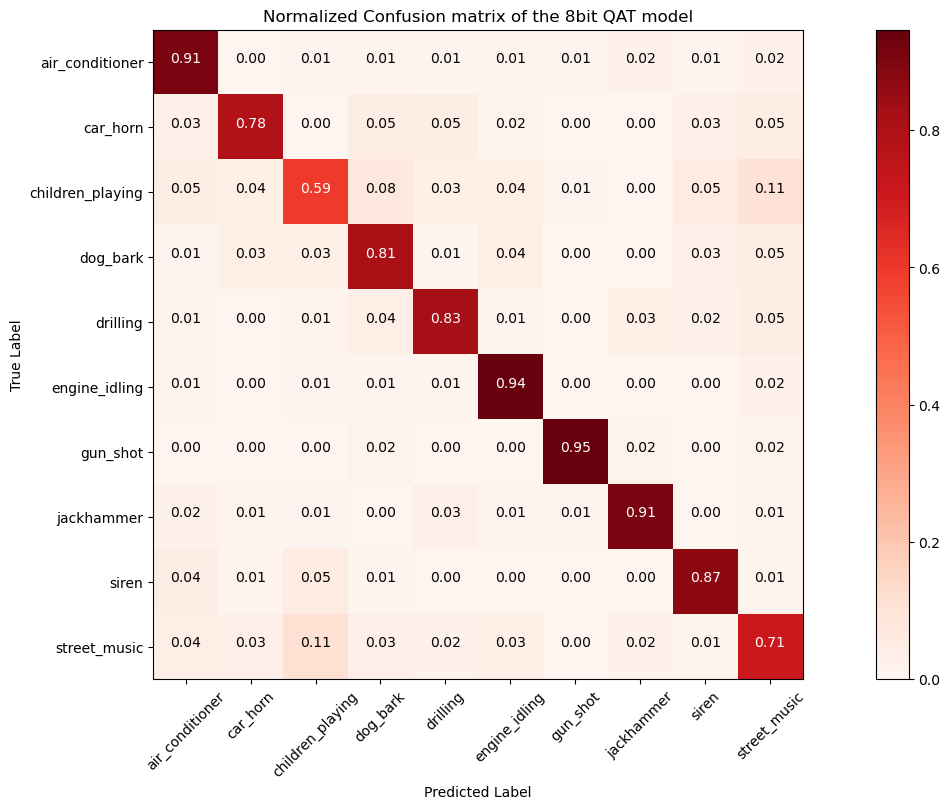 Normalized Confusion matrix of the 8bit QAT model
True Label
air_conditioner 0.91 0.00 0.01 0.01 0.01 0.01 0.01 0.02 0.01 0.02
car_horn 0.03 0.78 0.00 0.05 0.05 0.02 0.00 0.00 0.03 0.05
children_playing 0.05 0.04 0.59 0.08 0.03 0.04 0.01 0.00 0.05 0.11
dog_bark 0.01 0.03 0.03 0.81 0.01 0.04 0.00 0.00 0.03 0.05
drilling 0.01 0.00 0.01 0.04 0.83 0.01 0.00 0.03 0.02 0.05
engine_idling 0.01 0.00 0.01 0.01 0.01 0.94 0.00 0.00 0.00 0.02
gun_shot 0.00 0.00 0.00 0.02 0.00 0.00 0.95 0.02 0.00 0.02
jackhammer 0.02 0.01 0.01 0.00 0.03 0.01 0.01 0.91 0.00 0.01
siren 0.04 0.01 0.05 0.01 0.00 0.00 0.00 0.00 0.87 0.01
street_music 0.04 0.03 0.11 0.03 0.02 0.03 0.00 0.02 0.01 0.71
air_conditioner car_horn children_playing dog_bark drilling engine_idling gun_shot jackhammer siren street_music
Predicted Label
0.8
0.6
0.4
0.2
0.0